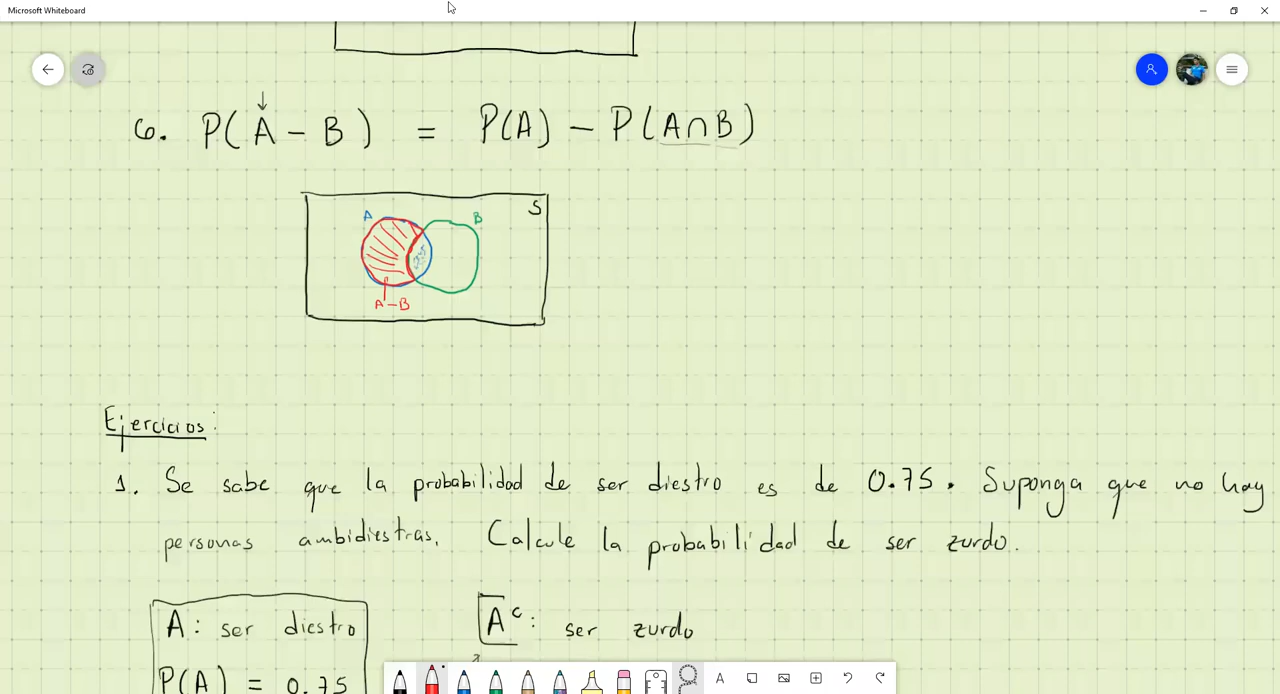 Microsoft Whiteboard
6. P(A - B) = P(A) - P(A∩B)
S
A B
A-B
Ejercicios:
1. Se sabe que la probabilidad de ser diestro es de 0.75. Suponga que no hay
personas ambidiestras. Calcule la probabilidad de ser zurdo.
A: ser diestro
Aᶜ: ser zurdo
P(A) = 0.75
A